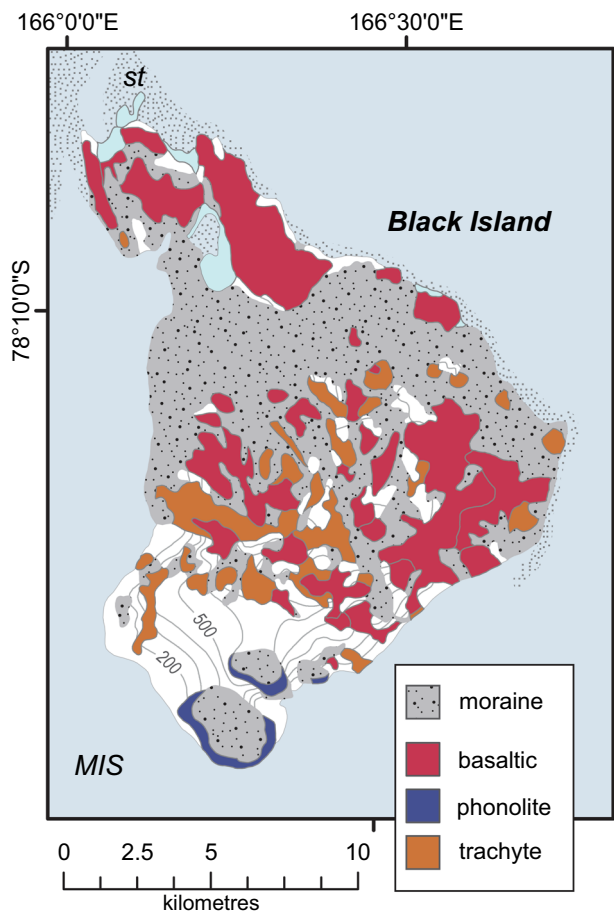 166°0'0"E 166°30'0"E
st
Black Island
78°10'0"S
500
200
MIS
moraine
basaltic
phonolite
trachyte
0 2.5 5 10
kilometres